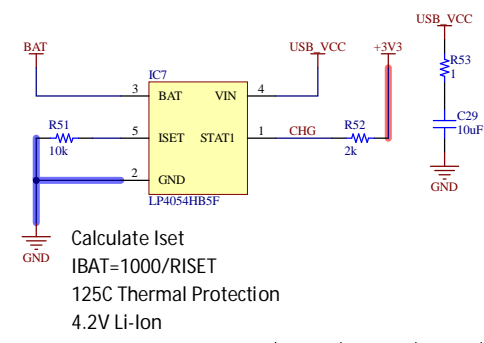 BAT
USB_VCC
+3V3
USB_VCC
IC7
R53
1
3
BAT
VIN
4
C29
10uF
R51
10k
5
ISET
STAT1
1
CHG
R52
2k
2
GND
LP4054HB5F
GND
GND
Calculate Iset
IBAT=1000/RISET
125C Thermal Protection
4.2V Li-Ion